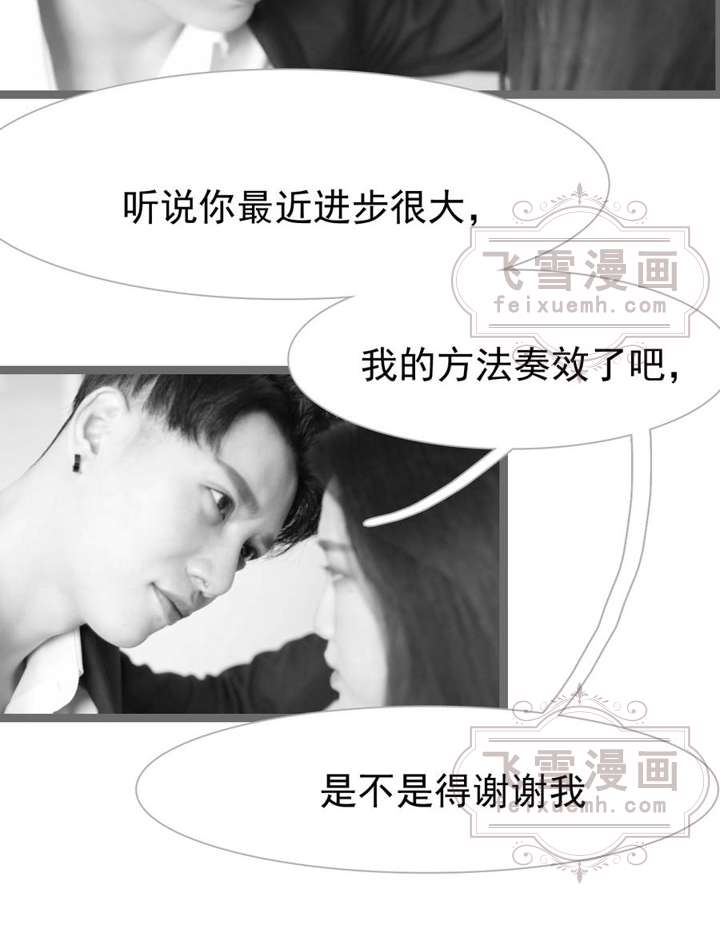 听说你最近进步很大，
飞雪漫画
feixuemh.com
我的方法奏效了吧，
飞雪漫画
feixuemh.com
是不是得谢谢我